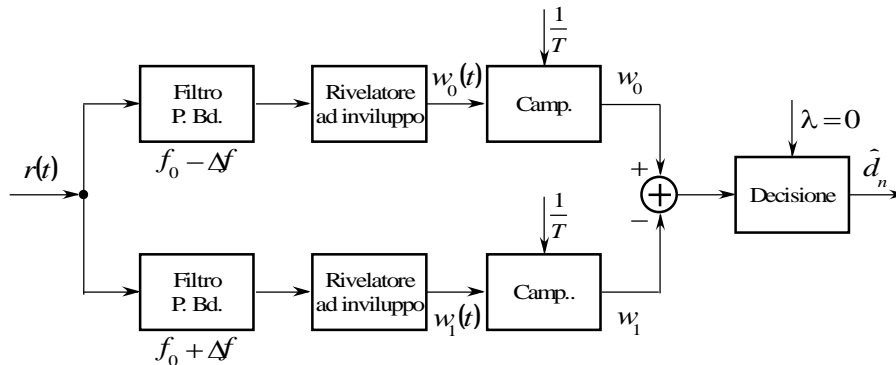 1/T
Filtro
P. Bd.
f₀ − Δf
Rivelatore
ad inviluppo
w₀(t)
Camp.
w₀
λ = 0
r(t)
+
−
Decisione
d̂ₙ
1/T
Filtro
P. Bd.
f₀ + Δf
Rivelatore
ad inviluppo
w₁(t)
Camp..
w₁